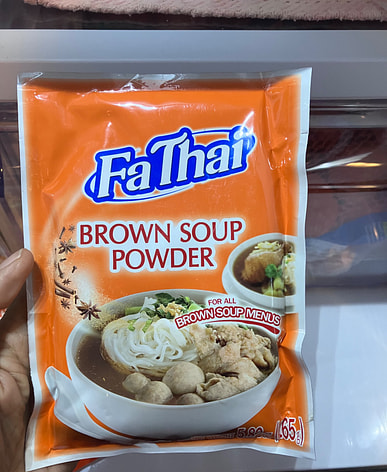 FaThai
BROWN SOUP
POWDER
FOR ALL
BROWN SOUP MENUS